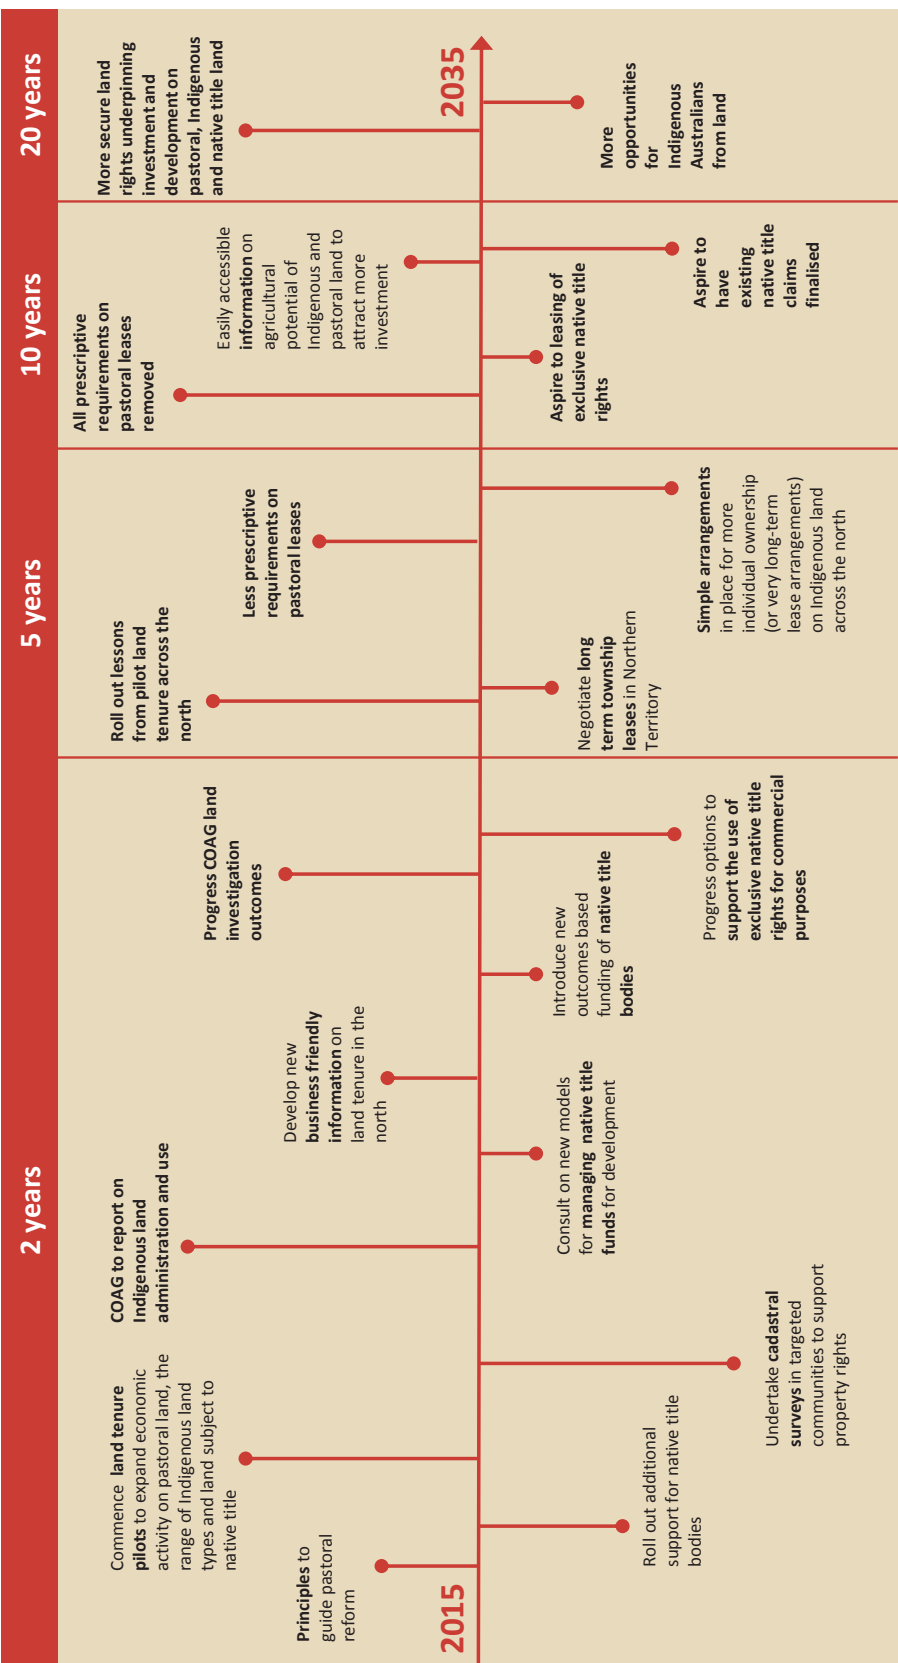 2 years
5 years
10 years
20 years
Commence land tenure
pilots to expand economic
activity on pastoral land, the
range of Indigenous land
types and land subject to
native title
Principles to
guide pastoral
reform
COAG to report on
Indigenous land
administration and use
Develop new
business friendly
information on
land tenure in the
north
Progress COAG land
investigation
outcomes
Roll out lessons
from pilot land
tenure across the
north
Less prescriptive
requirements on
pastoral leases
All prescriptive
requirements on
pastoral leases
removed
Easily accessible
information on
agricultural
potential of
Indigenous and
pastoral land to
attract more
investment
More secure land
rights underpinning
investment and
development on
pastoral, Indigenous
and native title land
2015
2035
Roll out additional
support for native title
bodies
Undertake cadastral
surveys in targeted
communities to support
property rights
Consult on new models
for managing native title
funds for development
Introduce new
outcomes based
funding of native title
bodies
Progress options to
support the use of
exclusive native title
rights for commercial
purposes
Negotiate long
term township
leases in Northern
Territory
Simple arrangements
in place for more
individual ownership
(or very long-term
lease arrangements)
on Indigenous land
across the north
Aspire to leasing of
exclusive native title
rights
Aspire to
have
existing
native title
claims
finalised
More
opportunities
for
Indigenous
Australians
from land